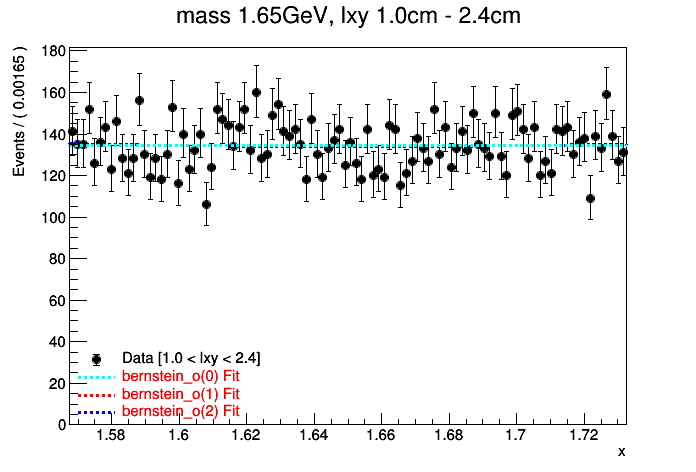 mass 1.65GeV, lxy 1.0cm - 2.4cm
Events / ( 0.00165 )
180
160
140
120
100
80
60
40
20
0
Data [1.0 < lxy < 2.4]
bernstein_o(0) Fit
bernstein_o(1) Fit
bernstein_o(2) Fit
1.58 1.6 1.62 1.64 1.66 1.68 1.7 1.72
x